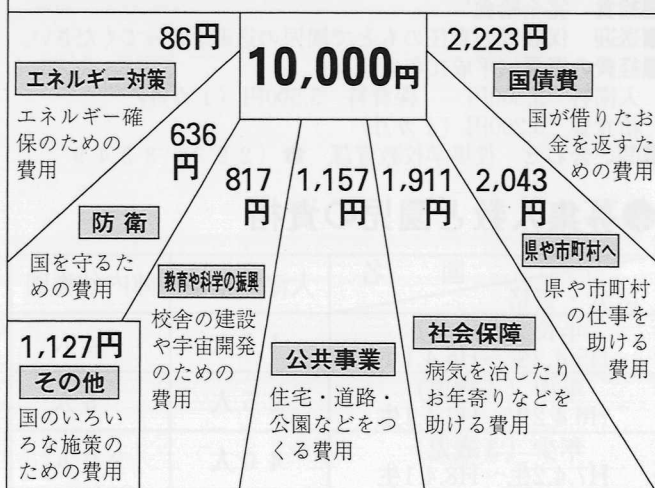 10,000円
86円
エネルギー対策
エネルギー確
保のための
費用
636
円
防衛
国を守るた
めの費用
1,127円
その他
国のいろい
ろな施策の
ための費用
817
円
教育や科学の振興
校舎の建設
や宇宙開発
のための
費用
1,157
円
公共事業
住宅・道路・
公園などをつ
くる費用
1,911
円
社会保障
病気を治したり
お年寄りなどを
助ける費用
2,043
円
県や市町村へ
県や市町村
の仕事を
助ける
費用
2,223円
国債費
国が借りたお
金を返すた
めの費用